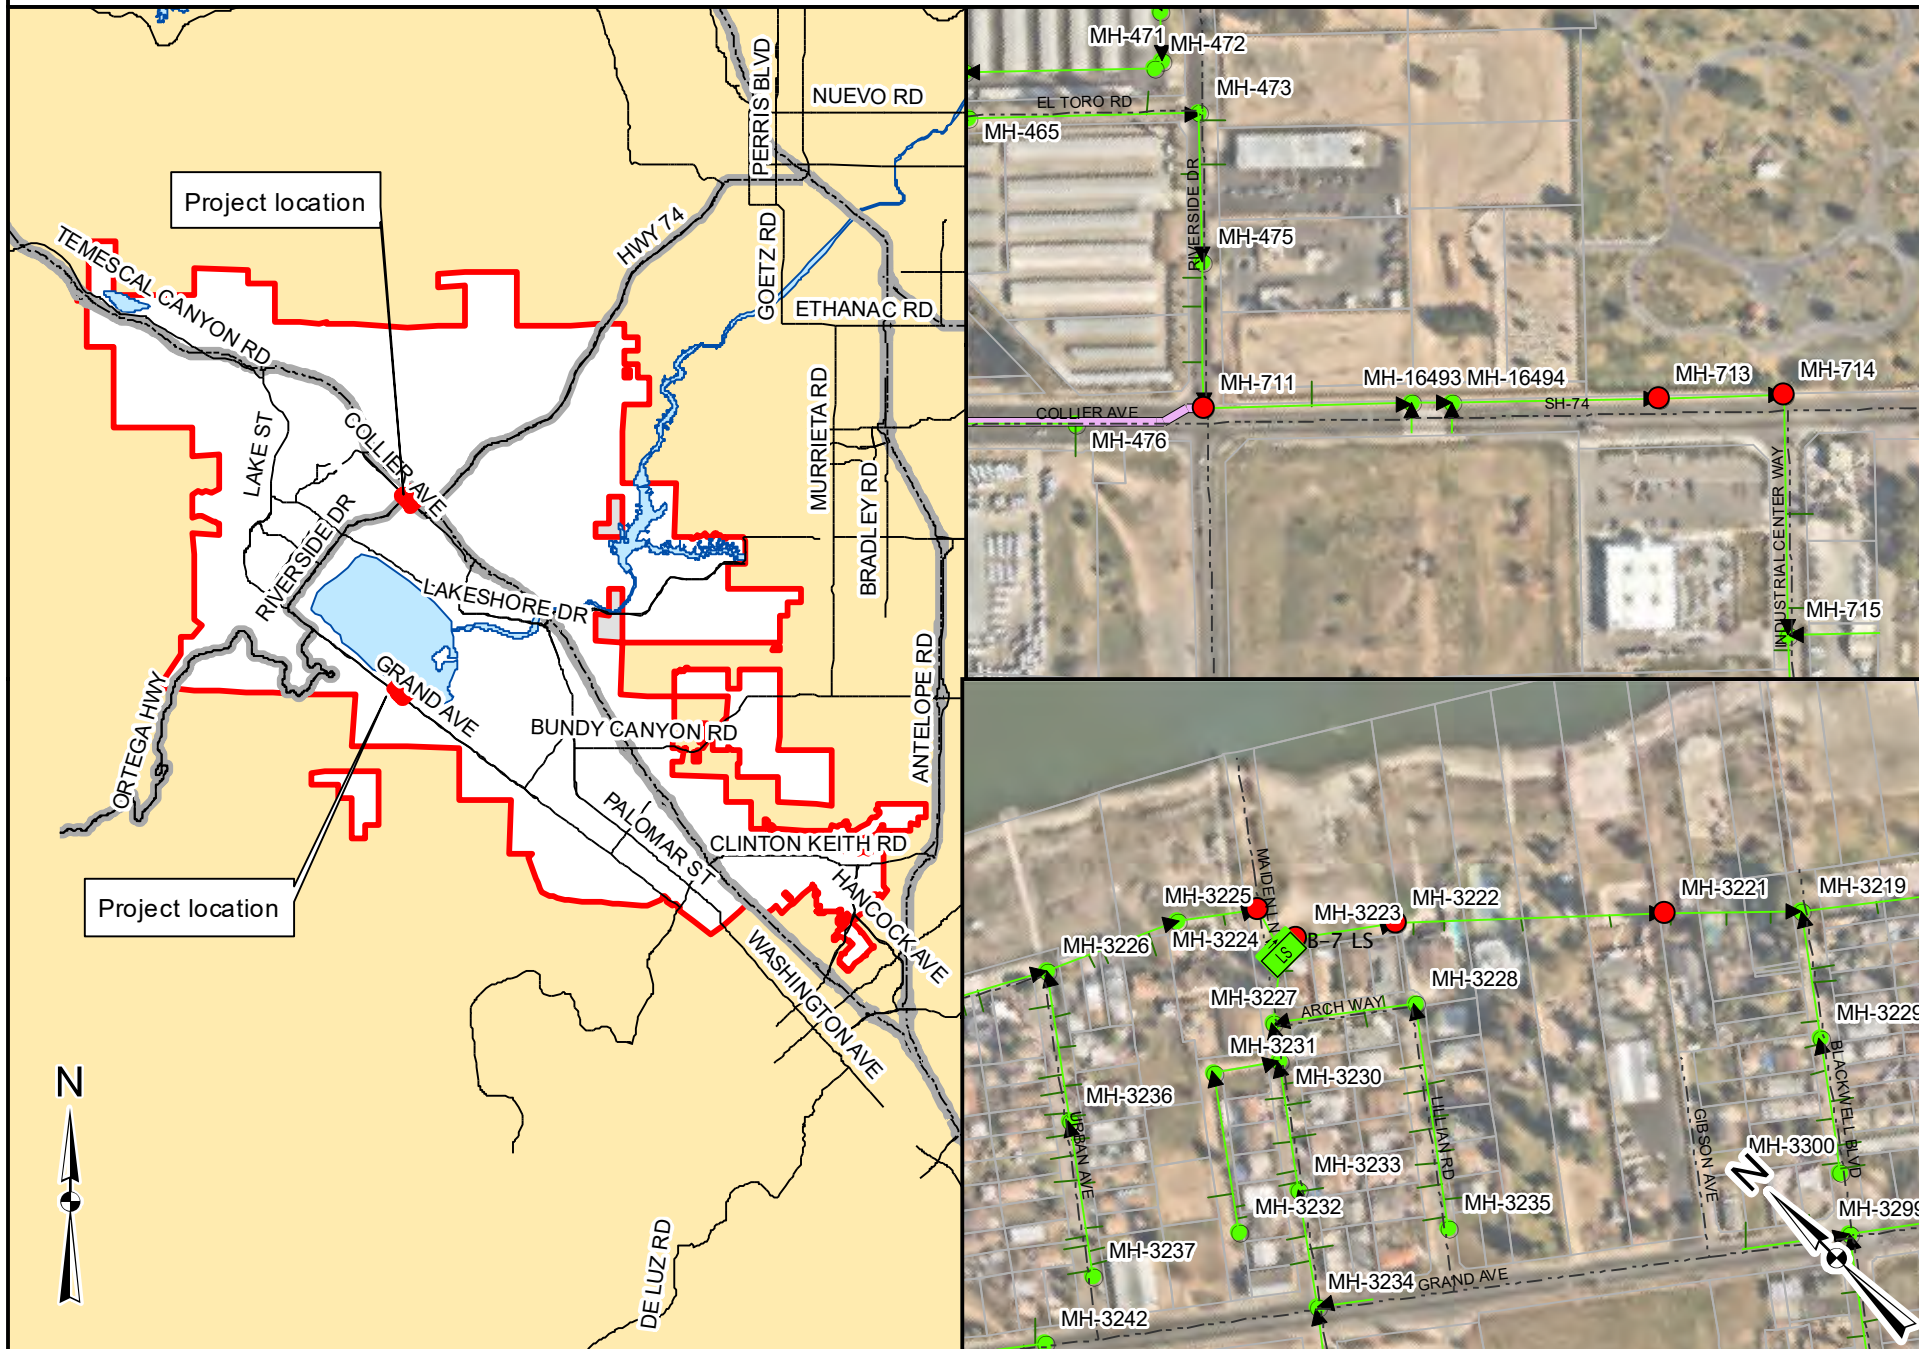 PERRIS BLVD
NUEVO RD
Project location
HWY 74
TEMESCAL CANYON RD
GOETZ RD
ETHANAC RD
LAKE ST
COLLIER AVE
MURRIETA RD
BRADLEY RD
RIVERSIDE DR
LAKESHORE DR
GRAND AVE
ANTELOPE RD
ORTEGA HWY
BUNDY CANYON RD
PALOMAR ST
CLINTON KEITH RD
HANCOCK AVE
Project location
WASHINGTON AVE
N
DE LUZ RD
MH-471
MH-472
MH-473
EL TORO RD
MH-465
RIVERSIDE DR
MH-475
MH-711
MH-16493
MH-16494
MH-713
MH-714
COLLIER AVE
SH-74
MH-476
INDUSTRIAL CENTER WAY
MH-715
MAIDEN LN
MH-3225
MH-3222
MH-3221
MH-3219
MH-3223
MH-3224
B-7 LS
LS
MH-3226
MH-3228
MH-3227
ARCH WAY
MH-3229
MH-3231
MH-3230
BLACKWELL BLVD
MH-3236
LILLIAN RD
URBAN AVE
GIBSON AVE
MH-3300
MH-3233
N
MH-3232
MH-3235
MH-3299
MH-3237
MH-3234
GRAND AVE
MH-3242